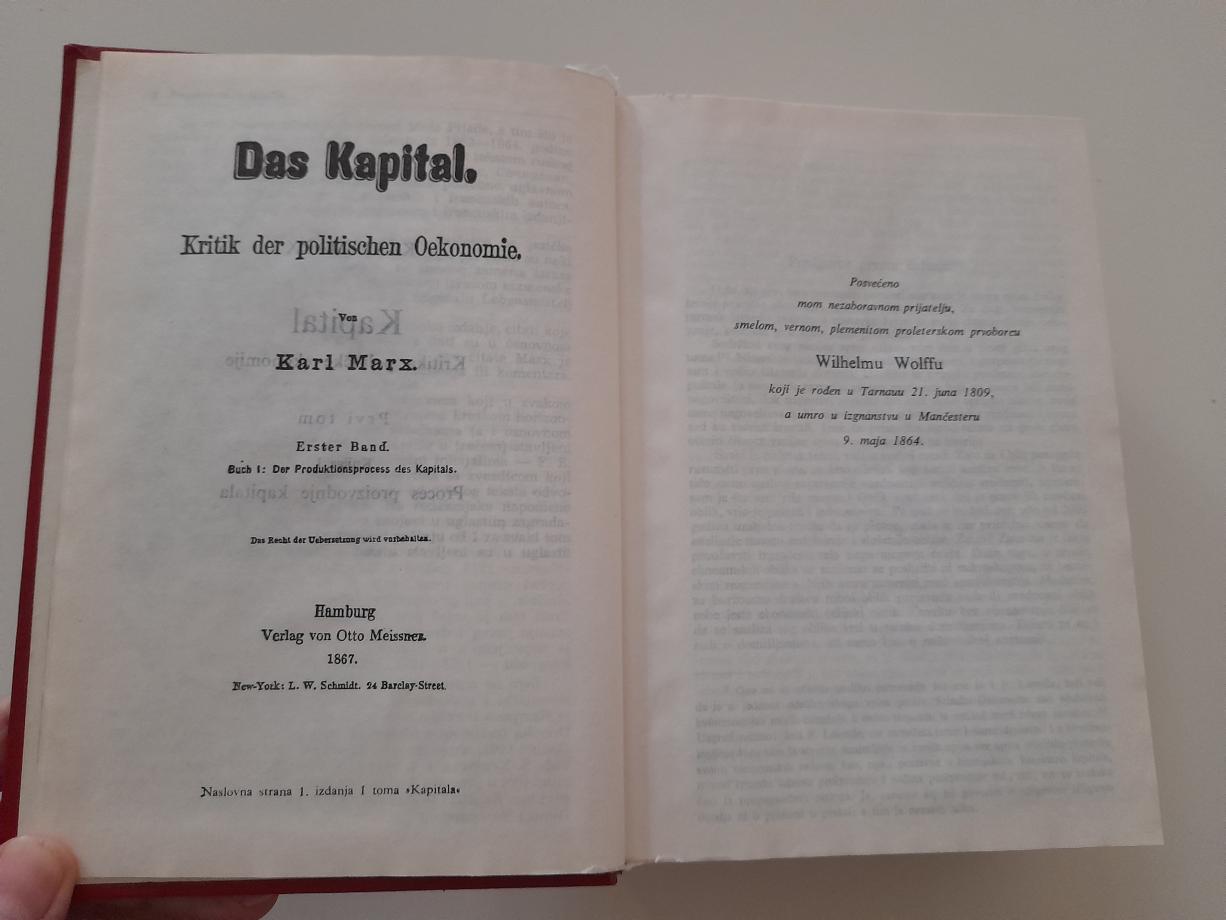 Das Kapital.
Kritik der politischen Oekonomie.
Von
Karl Marx.
Erster Band.
Buch I: Der Produktionsprocess des Kapitals.
Das Recht der Uebersetzung wird vorbehalten.
Hamburg
Verlag von Otto Meissner.
1867.
New-York: L. W. Schmidt. 24 Barclay-Street.
Naslovna strana 1. izdanja I toma »Kapitala«
Posvećeno
mom nezaboravnom prijatelju,
smelom, vernom, plemenitom proleterskom prvoborcu
Wilhelmu Wolffu
koji je rođen u Tarnauu 21. juna 1809,
a umro u izgnanstvu u Mančesteru
9. maja 1864.